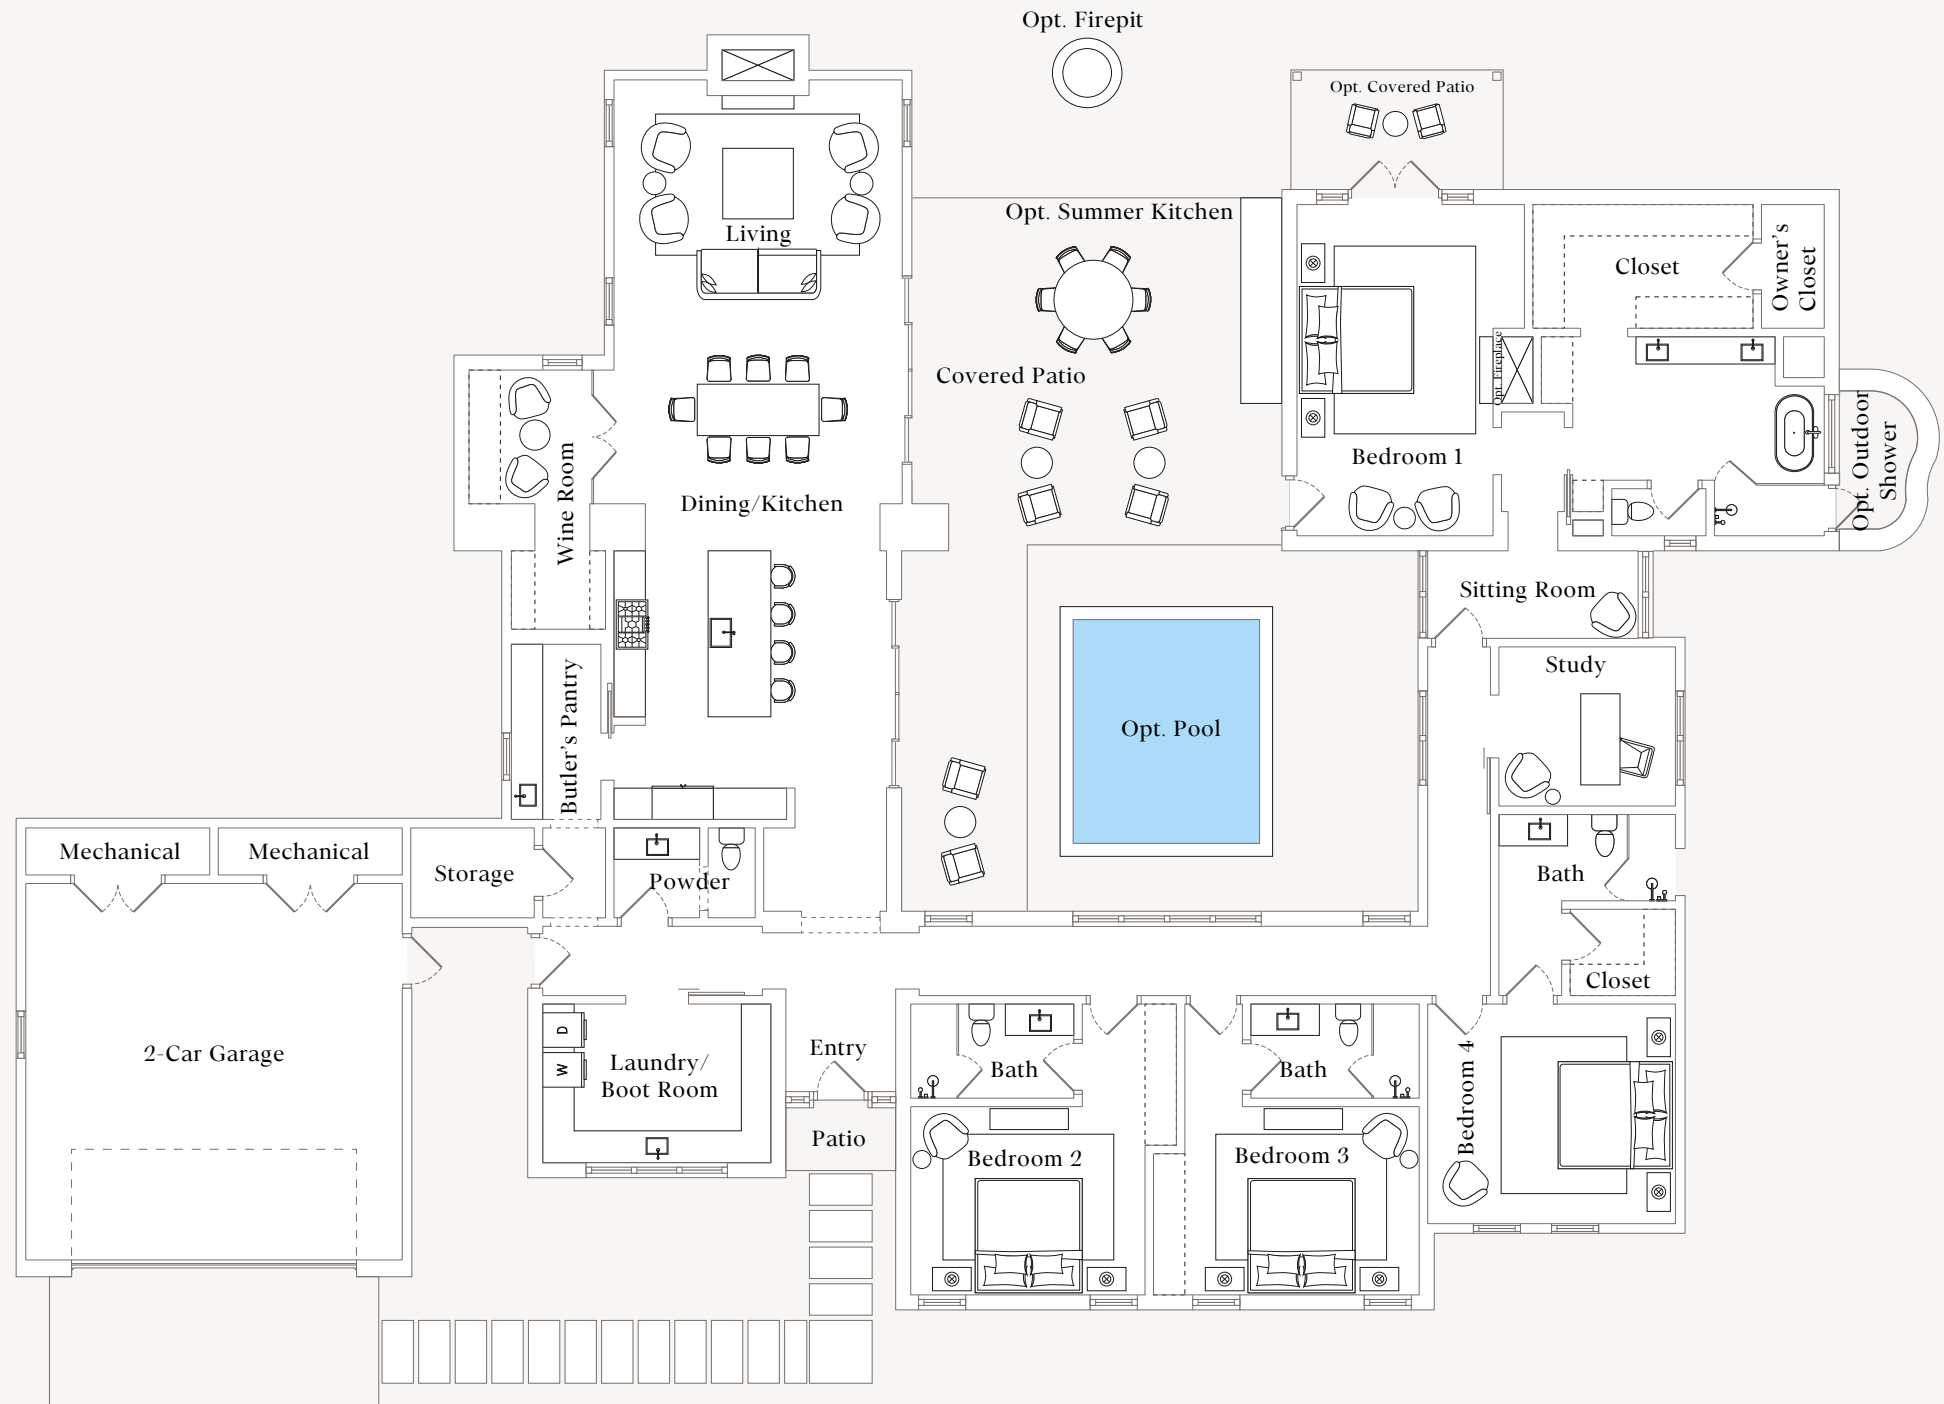 Opt. Firepit
Opt. Covered Patio
Opt. Summer Kitchen
Living
Closet
Owner's
Closet
Opt. Fireplace
Covered Patio
Opt. Outdoor
Shower
Bedroom 1
Wine Room
Dining/Kitchen
Sitting Room
Study
Butler's Pantry
Opt. Pool
Mechanical
Mechanical
Storage
Powder
Bath
Closet
2-Car Garage
D
W
Laundry/
Boot Room
Entry
Bath
Bath
Bedroom 4
Patio
Bedroom 2
Bedroom 3